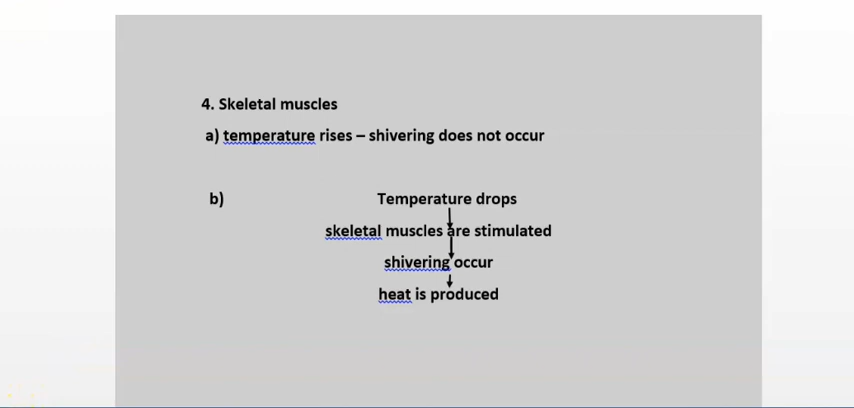 4. Skeletal muscles
a) temperature rises – shivering does not occur
b)
Temperature drops
skeletal muscles are stimulated
shivering occur
heat is produced